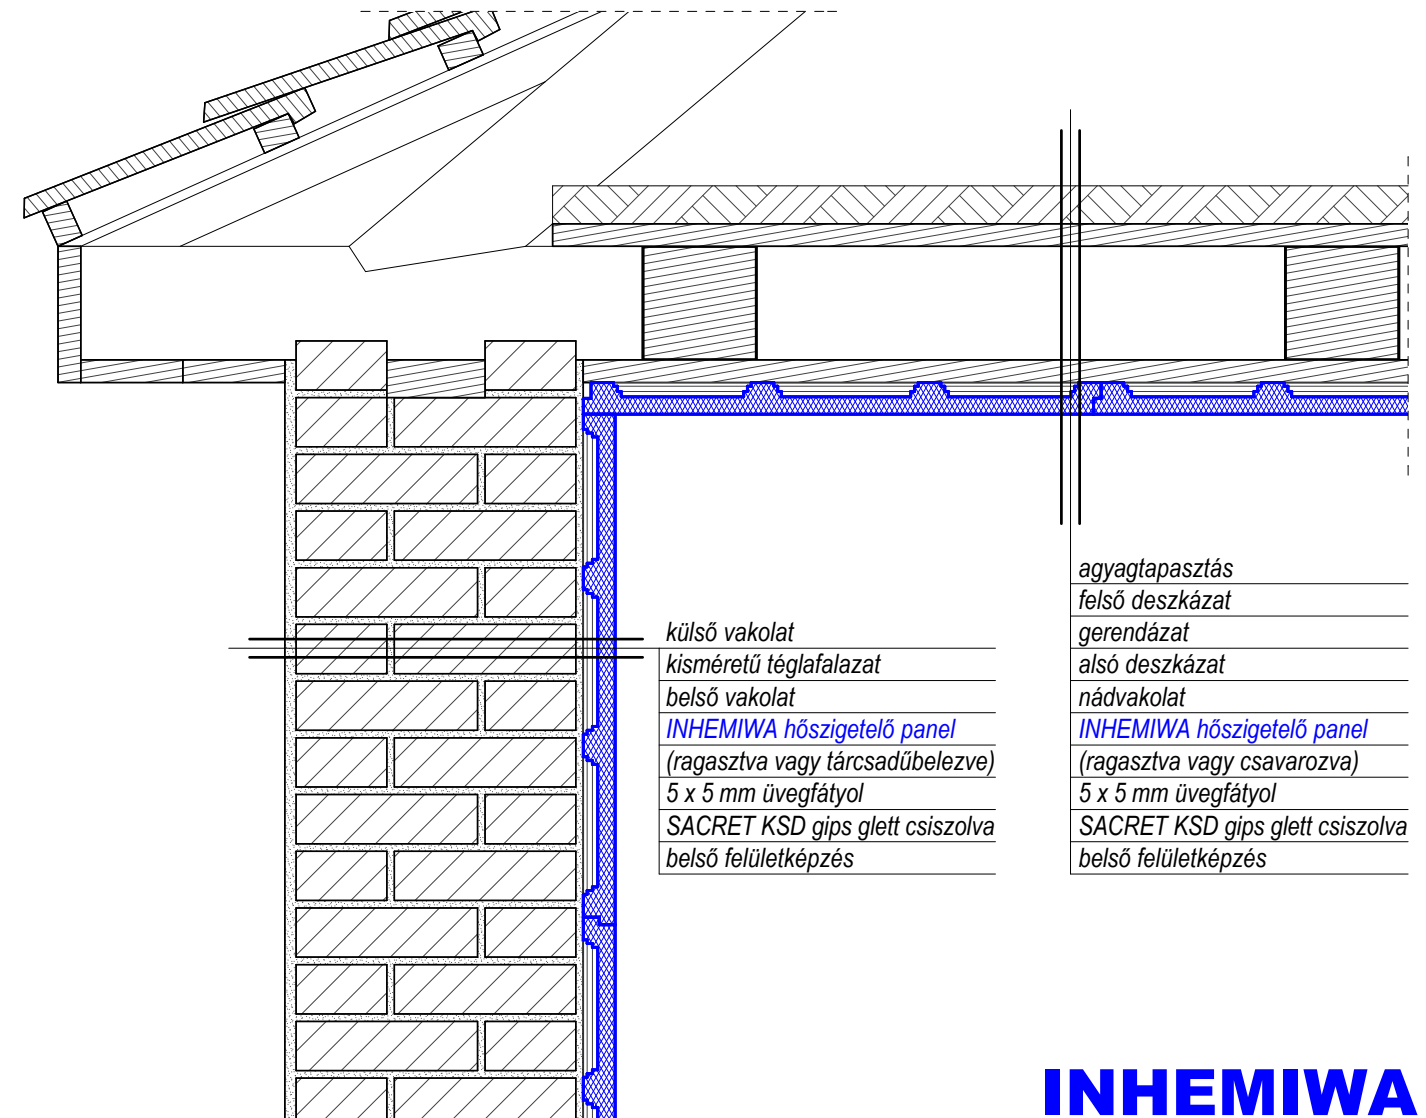 külső vakolat
kisméretű téglafalazat
belső vakolat
INHEMIWA hőszigetelő panel
(ragasztva vagy tárcsadűbelezve)
5 x 5 mm üvegfátyol
SACRET KSD gips glett csiszolva
belső felületképzés
agyagtapasztás
felső deszkázat
gerendázat
alsó deszkázat
nádvakolat
INHEMIWA hőszigetelő panel
(ragasztva vagy csavarozva)
5 x 5 mm üvegfátyol
SACRET KSD gips glett csiszolva
belső felületképzés
INHEMIWA